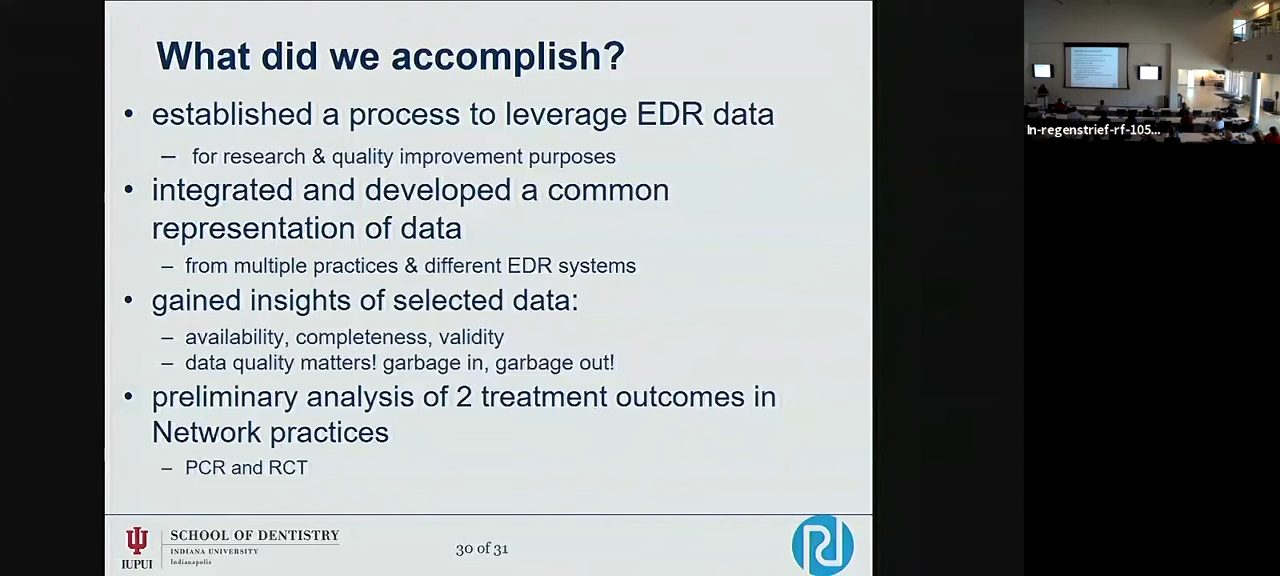 What did we accomplish?
• established a process to leverage EDR data
– for research & quality improvement purposes
• integrated and developed a common
representation of data
– from multiple practices & different EDR systems
• gained insights of selected data:
– availability, completeness, validity
– data quality matters! garbage in, garbage out!
• preliminary analysis of 2 treatment outcomes in
Network practices
– PCR and RCT
IUPUI
SCHOOL OF DENTISTRY
INDIANA UNIVERSITY
Indianapolis
30 of 31
In-regenstrief-rf-105...